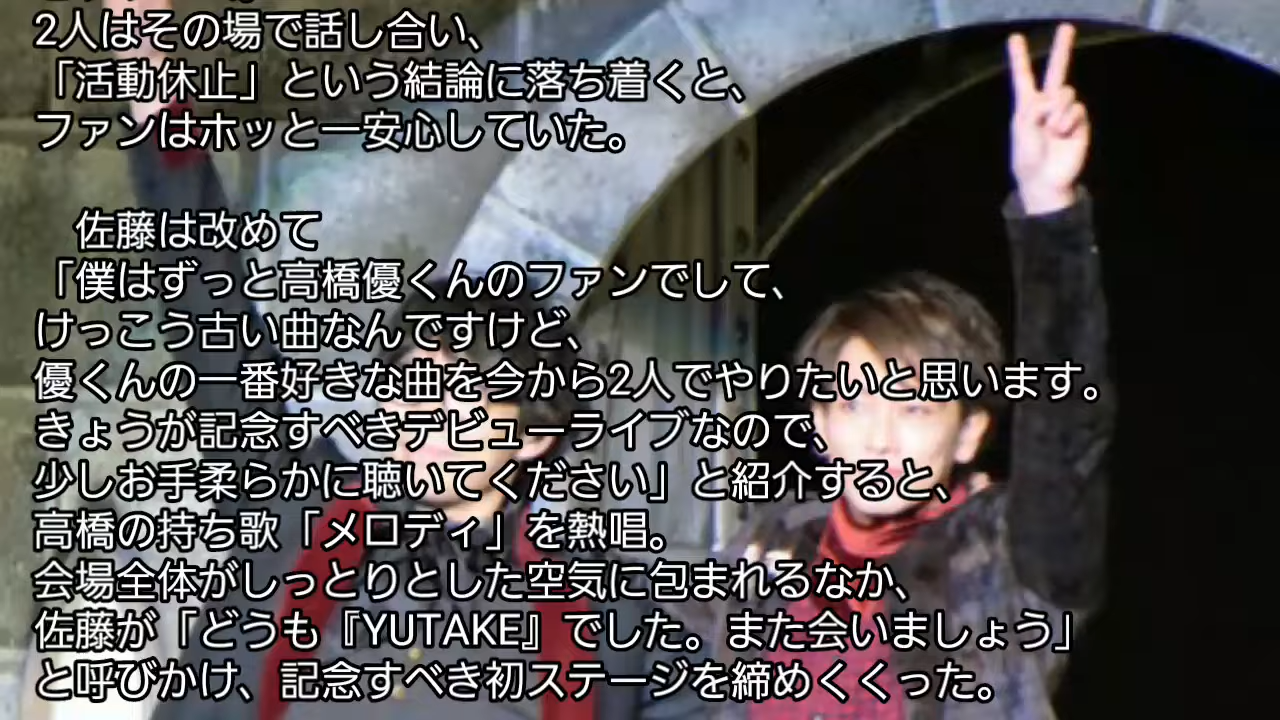 2人はその場で話し合い、
「活動休止」という結論に落ち着くと、
ファンはホッと一安心していた。
佐藤は改めて
「僕はずっと高橋優くんのファンでして、
けっこう古い曲なんですけど、
優くんの一番好きな曲を今から2人でやりたいと思います。
きょうが記念すべきデビューライブなので、
少しお手柔らかに聴いてください」と紹介すると、
高橋の持ち歌「メロディ」を熱唱。
会場全体がしっとりとした空気に包まれるなか、
佐藤が「どうも『YUTAKE』でした。また会いましょう」
と呼びかけ、記念すべき初ステージを締めくくった。